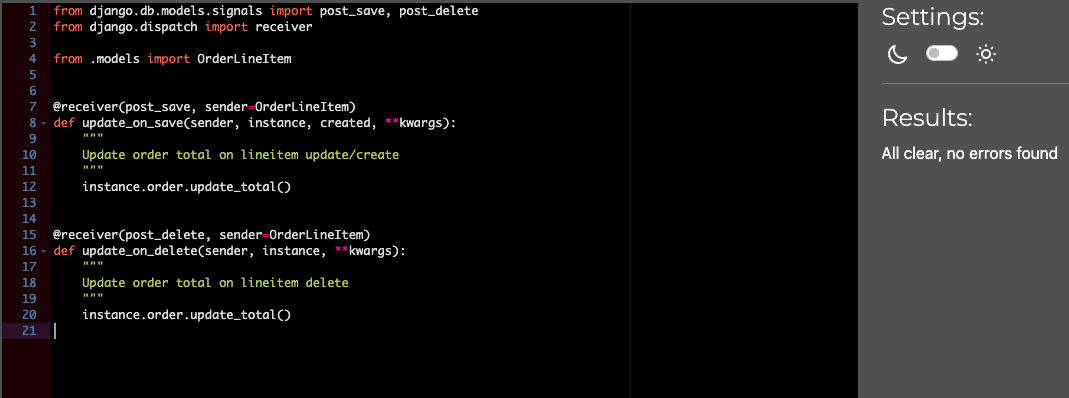 1 from django.db.models.signals import post_save, post_delete
2 from django.dispatch import receiver
3
4 from .models import OrderLineItem
5
6
7 @receiver(post_save, sender=OrderLineItem)
8 def update_on_save(sender, instance, created, **kwargs):
9     """
10     Update order total on lineitem update/create
11     """
12     instance.order.update_total()
13
14
15 @receiver(post_delete, sender=OrderLineItem)
16 def update_on_delete(sender, instance, **kwargs):
17     """
18     Update order total on lineitem delete
19     """
20     instance.order.update_total()
21
Settings:
Results:
All clear, no errors found